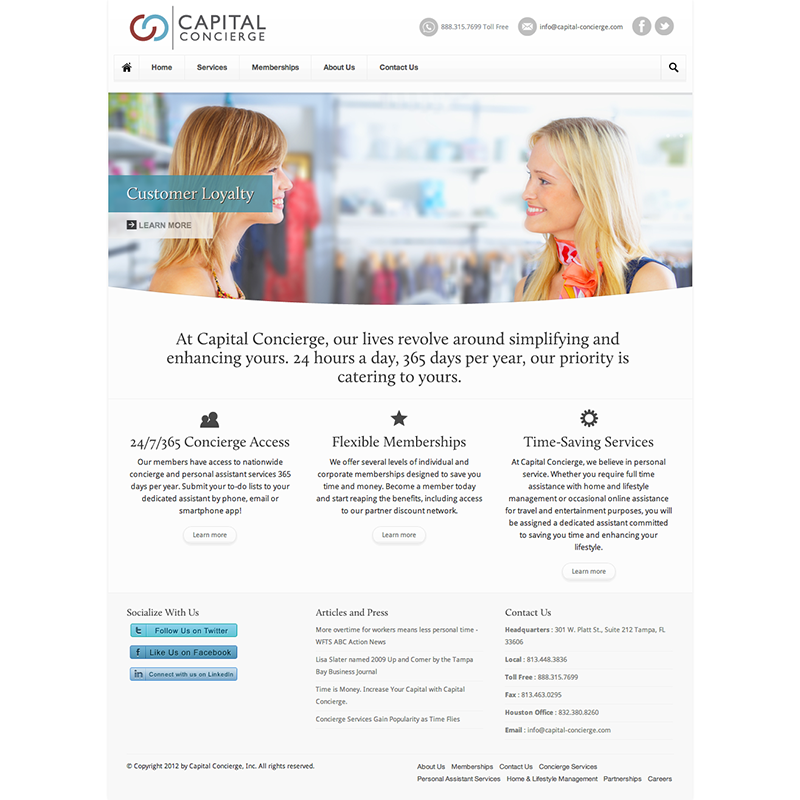 CAPITAL
CONCIERGE
888.315.7699 Toll Free
info@capital-concierge.com
Home
Services
Memberships
About Us
Contact Us
Customer Loyalty
LEARN MORE
At Capital Concierge, our lives revolve around simplifying and
enhancing yours. 24 hours a day, 365 days per year, our priority is
catering to yours.
24/7/365 Concierge Access
Our members have access to nationwide
concierge and personal assistant services 365
days per year. Submit your to-do lists to your
dedicated assistant by phone, email or
smartphone app!
Learn more
Flexible Memberships
We offer several levels of individual and
corporate memberships designed to save you
time and money. Become a member today
and start reaping the benefits, including access
to our partner discount network.
Learn more
Time-Saving Services
At Capital Concierge, we believe in personal
service. Whether you require full time
assistance with home and lifestyle
management or occasional online assistance
for travel and entertainment purposes, you will
be assigned a dedicated assistant committed
to saving you time and enhancing your
lifestyle.
Learn more
Socialize With Us
Follow Us on Twitter
Like Us on Facebook
Connect with us on LinkedIn
Articles and Press
More overtime for workers means less personal time -
WFTS ABC Action News
Lisa Slater named 2009 Up and Comer by the Tampa
Bay Business Journal
Time is Money. Increase Your Capital with Capital
Concierge.
Concierge Services Gain Popularity as Time Flies
Contact Us
Headquarters : 301 W. Platt St., Suite 212 Tampa, FL
33606
Local : 813.448.3836
Toll Free : 888.315.7699
Fax : 813.463.0295
Houston Office : 832.380.8260
Email : info@capital-concierge.com
© Copyright 2012 by Capital Concierge, Inc. All rights reserved.
About Us Memberships Contact Us Concierge Services
Personal Assistant Services Home & Lifestyle Management Partnerships Careers